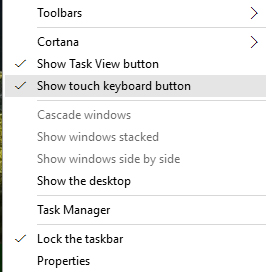 Toolbars
Cortana
Show Task View button
Show touch keyboard button
Cascade windows
Show windows stacked
Show windows side by side
Show the desktop
Task Manager
Lock the taskbar
Properties